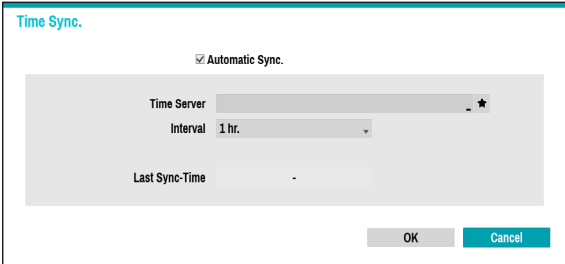 Time Sync.
Automatic Sync.
Time Server
Interval 1 hr.
Last Sync-Time -
OK Cancel